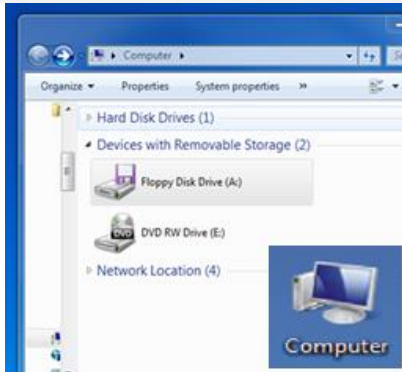 Computer
Organize Properties System properties »
Hard Disk Drives (1)
Devices with Removable Storage (2)
Floppy Disk Drive (A:)
DVD
DVD RW Drive (E:)
Network Location (4)
Computer